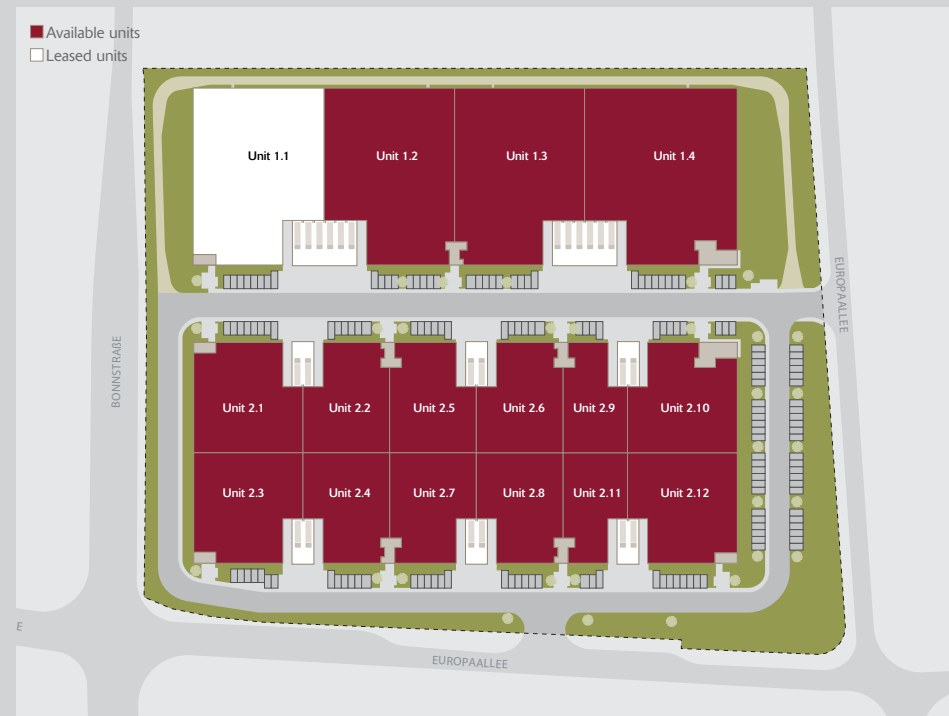 Available units
Leased units
Unit 1.1
Unit 1.2
Unit 1.3
Unit 1.4
EUROPAALLEE
BONNSTRAßE
Unit 2.1
Unit 2.2
Unit 2.5
Unit 2.6
Unit 2.9
Unit 2.10
Unit 2.3
Unit 2.4
Unit 2.7
Unit 2.8
Unit 2.11
Unit 2.12
E
EUROPAALLEE